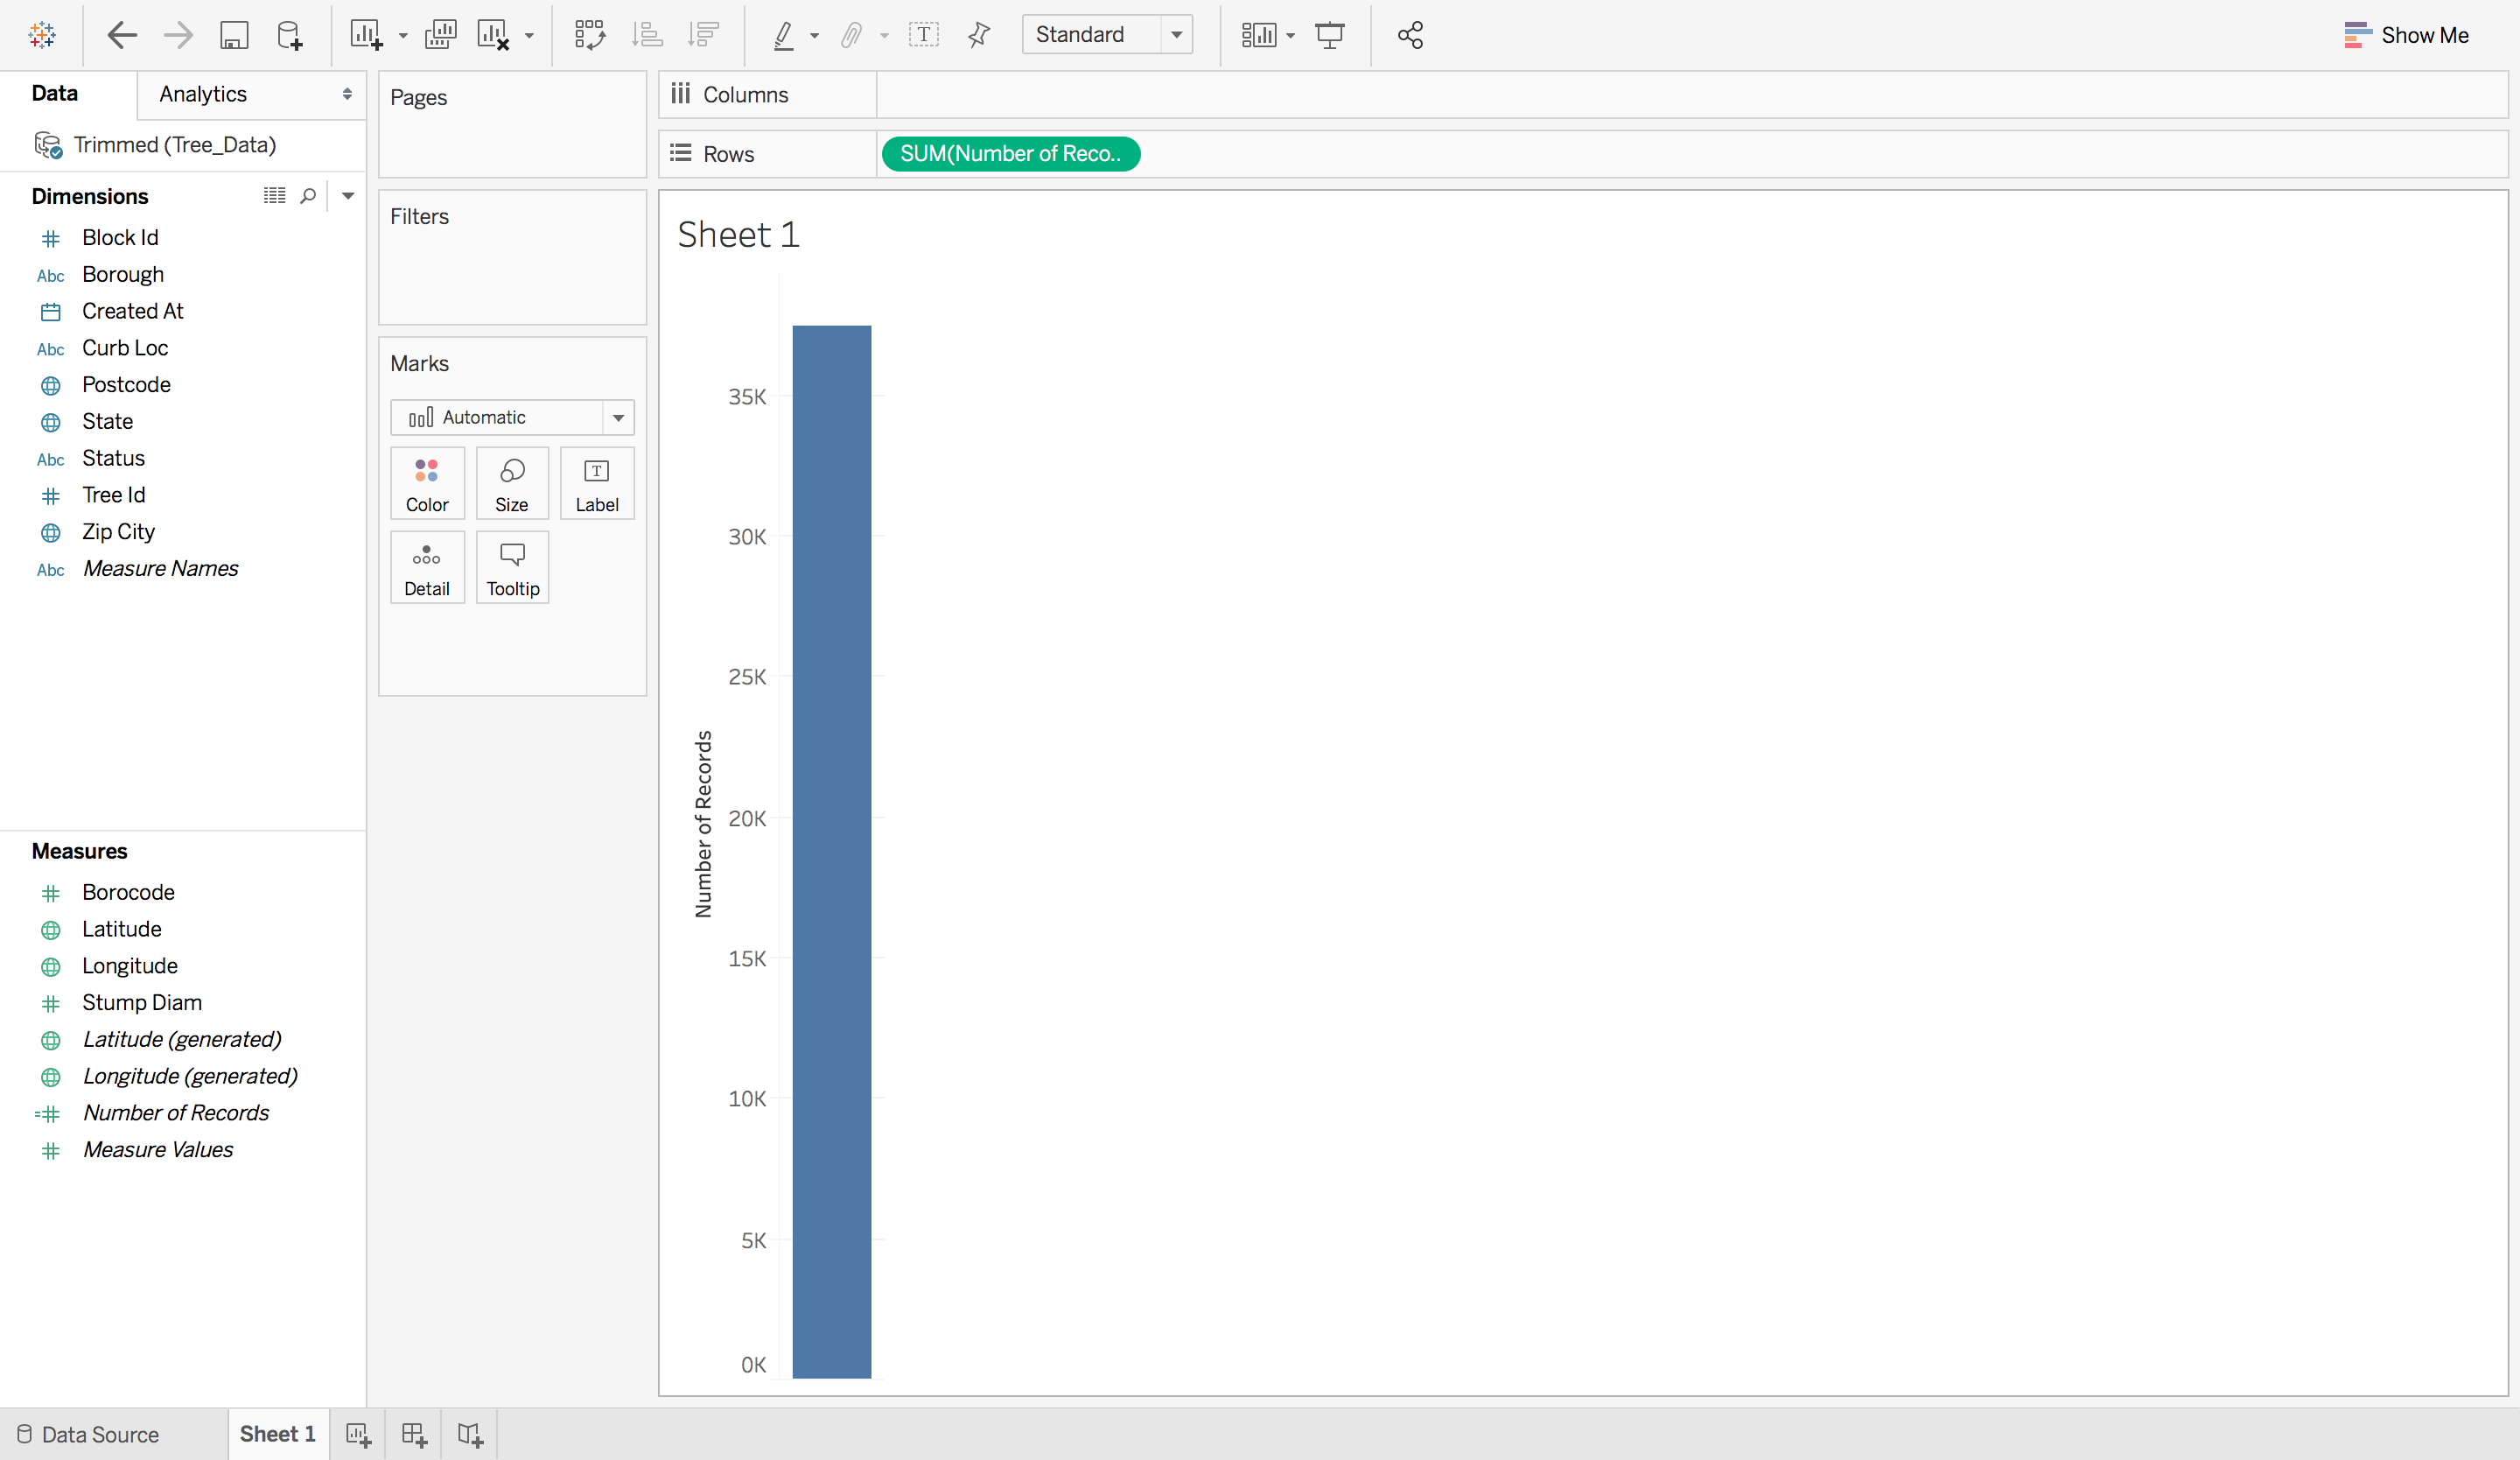 Standard
Show Me
Data
Analytics
Trimmed (Tree_Data)
Dimensions
Block Id
Abc Borough
Created At
Abc Curb Loc
Postcode
State
Abc Status
Tree Id
Zip City
Abc Measure Names
Measures
Borocode
Latitude
Longitude
Stump Diam
Latitude (generated)
Longitude (generated)
Number of Records
Measure Values
Pages
Filters
Marks
Automatic
Color
Size
T
Label
Detail
Tooltip
Columns
Rows
SUM(Number of Reco..
Sheet 1
Number of Records
35K
30K
25K
20K
15K
10K
5K
0K
Data Source
Sheet 1